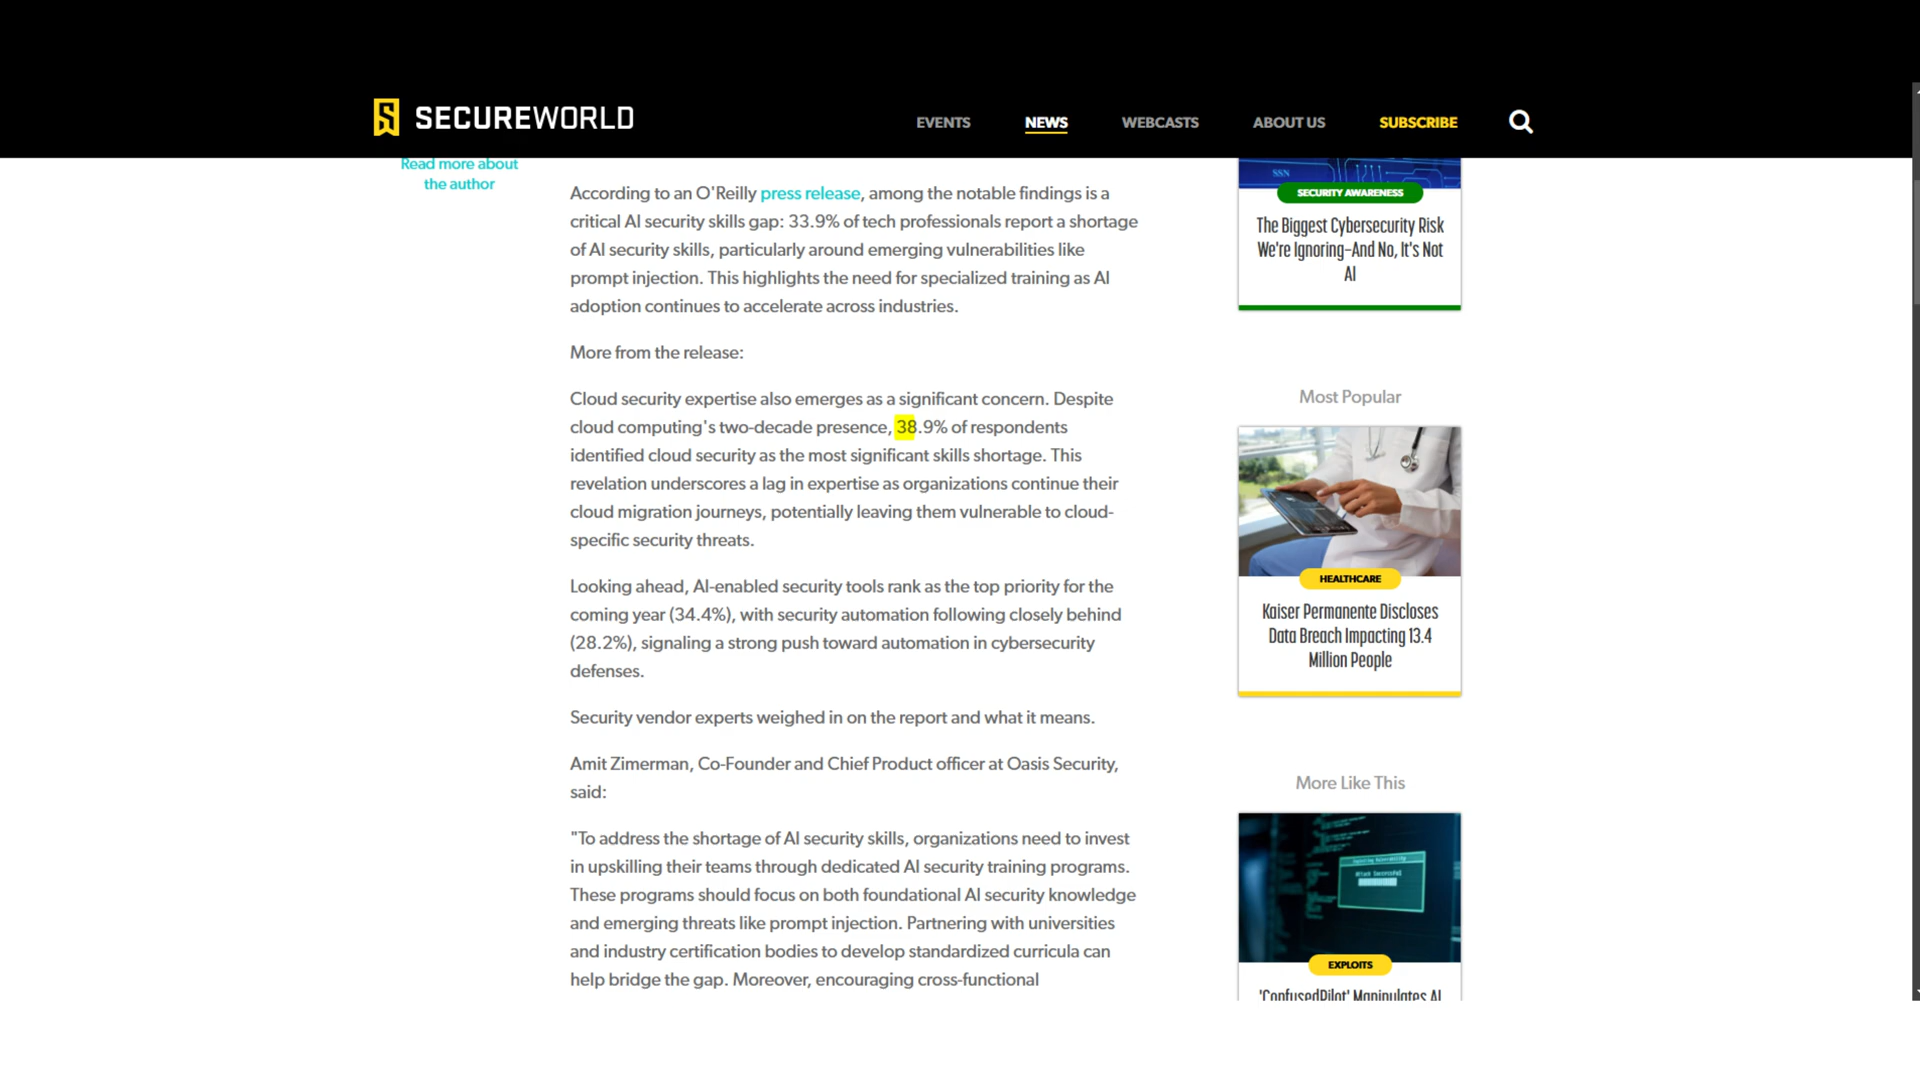 SECUREWORLD
EVENTS
NEWS
WEBCASTS
ABOUT US
SUBSCRIBE
Read more about
the author
According to an O'Reilly press release, among the notable findings is a
critical AI security skills gap: 33.9% of tech professionals report a shortage
of AI security skills, particularly around emerging vulnerabilities like
prompt injection. This highlights the need for specialized training as AI
adoption continues to accelerate across industries.
More from the release:
Cloud security expertise also emerges as a significant concern. Despite
cloud computing's two-decade presence, 38.9% of respondents
identified cloud security as the most significant skills shortage. This
revelation underscores a lag in expertise as organizations continue their
cloud migration journeys, potentially leaving them vulnerable to cloud-
specific security threats.
Looking ahead, AI-enabled security tools rank as the top priority for the
coming year (34.4%), with security automation following closely behind
(28.2%), signaling a strong push toward automation in cybersecurity
defenses.
Security vendor experts weighed in on the report and what it means.
Amit Zimerman, Co-Founder and Chief Product officer at Oasis Security,
said:
"To address the shortage of AI security skills, organizations need to invest
in upskilling their teams through dedicated AI security training programs.
These programs should focus on both foundational AI security knowledge
and emerging threats like prompt injection. Partnering with universities
and industry certification bodies to develop standardized curricula can
help bridge the gap. Moreover, encouraging cross-functional
SSN
SECURITY AWARENESS
The Biggest Cybersecurity Risk
We're Ignoring–And No, It's Not
AI
Most Popular
HEALTHCARE
Kaiser Permanente Discloses
Data Breach Impacting 13.4
Million People
More Like This
EXPLOITS
'ConfusedPilot' Manipulates AI